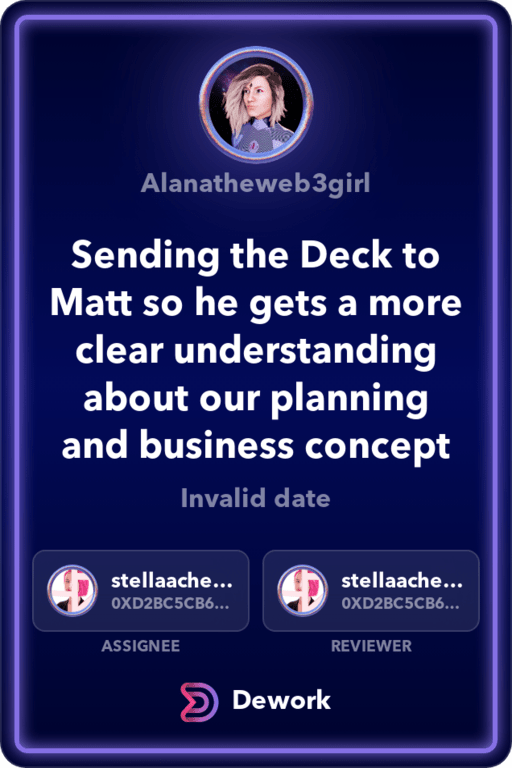 Alanatheweb3girl
Sending the Deck to
Matt so he gets a more
clear understanding
about our planning
and business concept
Invalid date
stellaache...
0XD2BC5CB6...
ASSIGNEE
stellaache...
0XD2BC5CB6...
REVIEWER
Dework